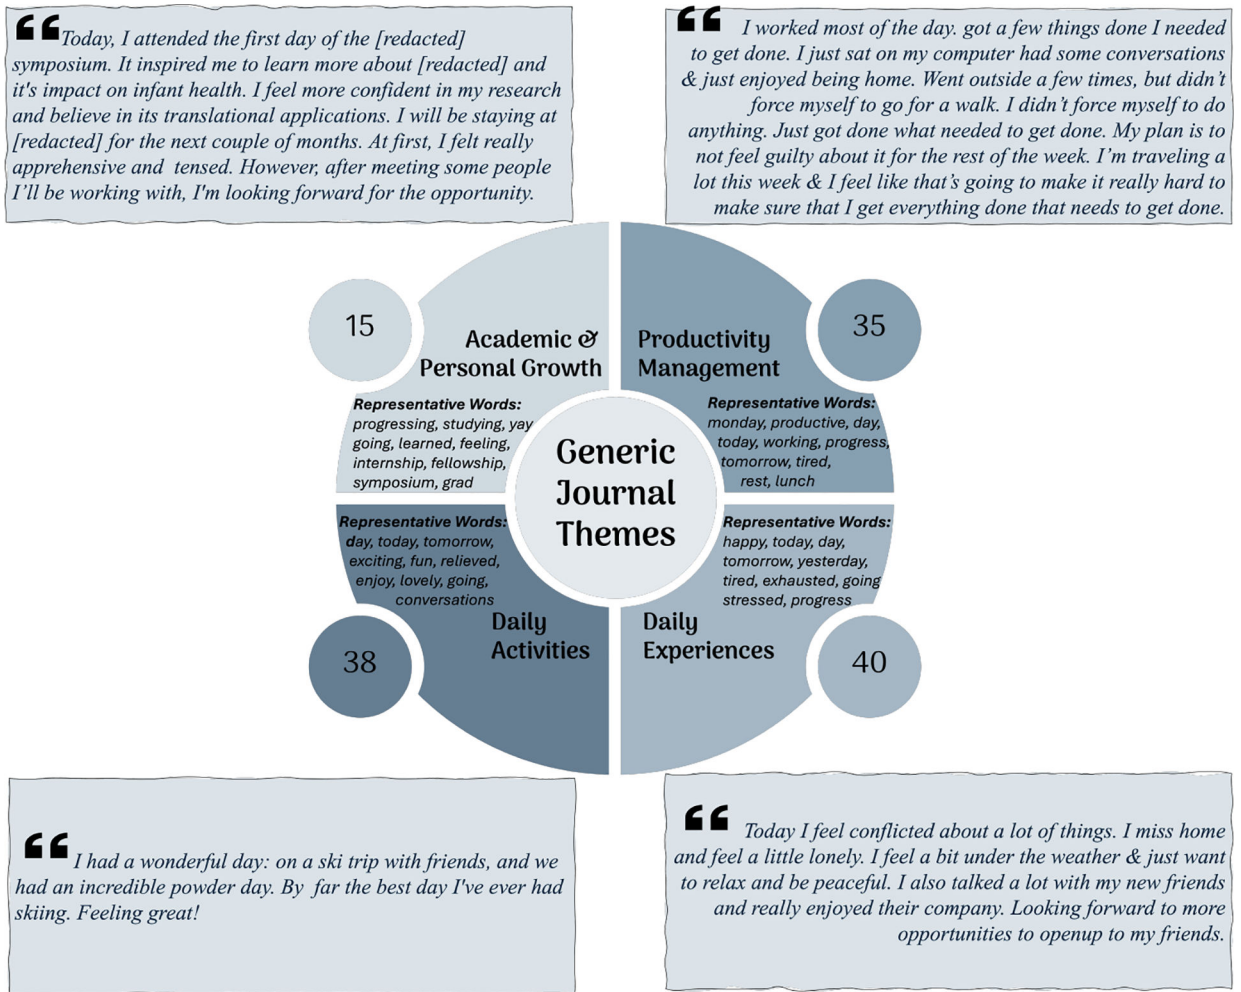 ❝Today, I attended the first day of the [redacted]
symposium. It inspired me to learn more about [redacted] and
it's impact on infant health. I feel more confident in my research
and believe in its translational applications. I will be staying at
[redacted] for the next couple of months. At first, I felt really
apprehensive and tensed. However, after meeting some people
I'll be working with, I'm looking forward for the opportunity.
❝ I worked most of the day. got a few things done I needed
to get done. I just sat on my computer had some conversations
& just enjoyed being home. Went outside a few times, but didn't
force myself to go for a walk. I didn't force myself to do
anything. Just got done what needed to get done. My plan is to
not feel guilty about it for the rest of the week. I'm traveling a
lot this week & I feel like that's going to make it really hard to
make sure that I get everything done that needs to get done.
15
Academic &
Personal Growth
Representative Words:
progressing, studying, yay
going, learned, feeling,
internship, fellowship,
symposium, grad
35
Productivity
Management
Representative Words:
monday, productive, day,
today, working, progress,
tomorrow, tired,
rest, lunch
Generic
Journal
Themes
Representative Words:
day, today, tomorrow,
exciting, fun, relieved,
enjoy, lovely, going,
conversations
Daily
Activities
38
Representative Words:
happy, today, day,
tomorrow, yesterday,
tired, exhausted, going
stressed, progress
Daily
Experiences
40
❝ I had a wonderful day: on a ski trip with friends, and we
had an incredible powder day. By far the best day I've ever had
skiing. Feeling great!
❝ Today I feel conflicted about a lot of things. I miss home
and feel a little lonely. I feel a bit under the weather & just want
to relax and be peaceful. I also talked a lot with my new friends
and really enjoyed their company. Looking forward to more
opportunities to openup to my friends.